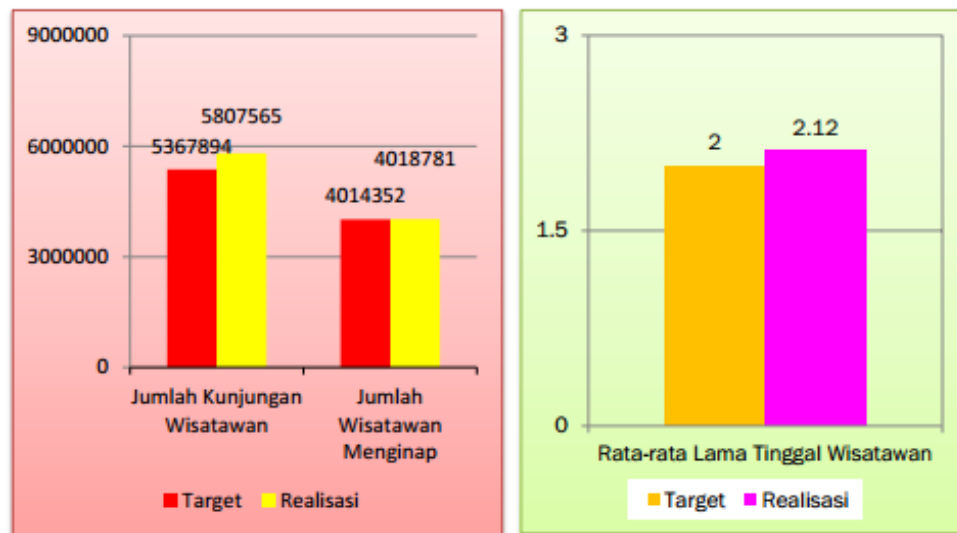 9000000
6000000
3000000
0
5367894
5807565
4014352
4018781
Jumlah Kunjungan
Wisatawan
Jumlah
Wisatawan
Menginap
Target Realisasi
3
1.5
0
2
2.12
Rata-rata Lama Tinggal Wisatawan
Target Realisasi